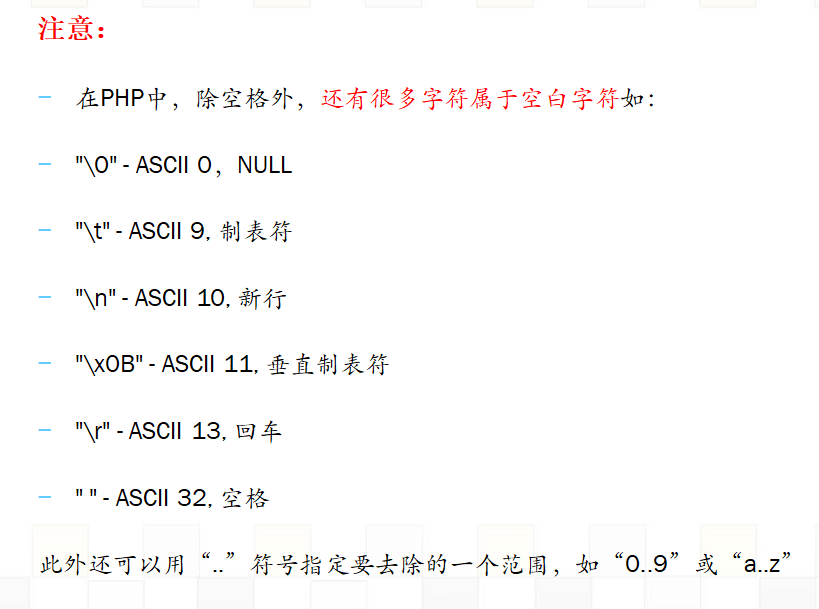 注意：
– 在PHP中，除空格外，还有很多字符属于空白字符如：
– "\0" - ASCII 0，NULL
– "\t" - ASCII 9, 制表符
– "\n" - ASCII 10, 新行
– "\x0B" - ASCII 11, 垂直制表符
– "\r" - ASCII 13, 回车
– " " - ASCII 32, 空格
此外还可以用“..”符号指定要去除的一个范围，如“0..9”或“a..z”